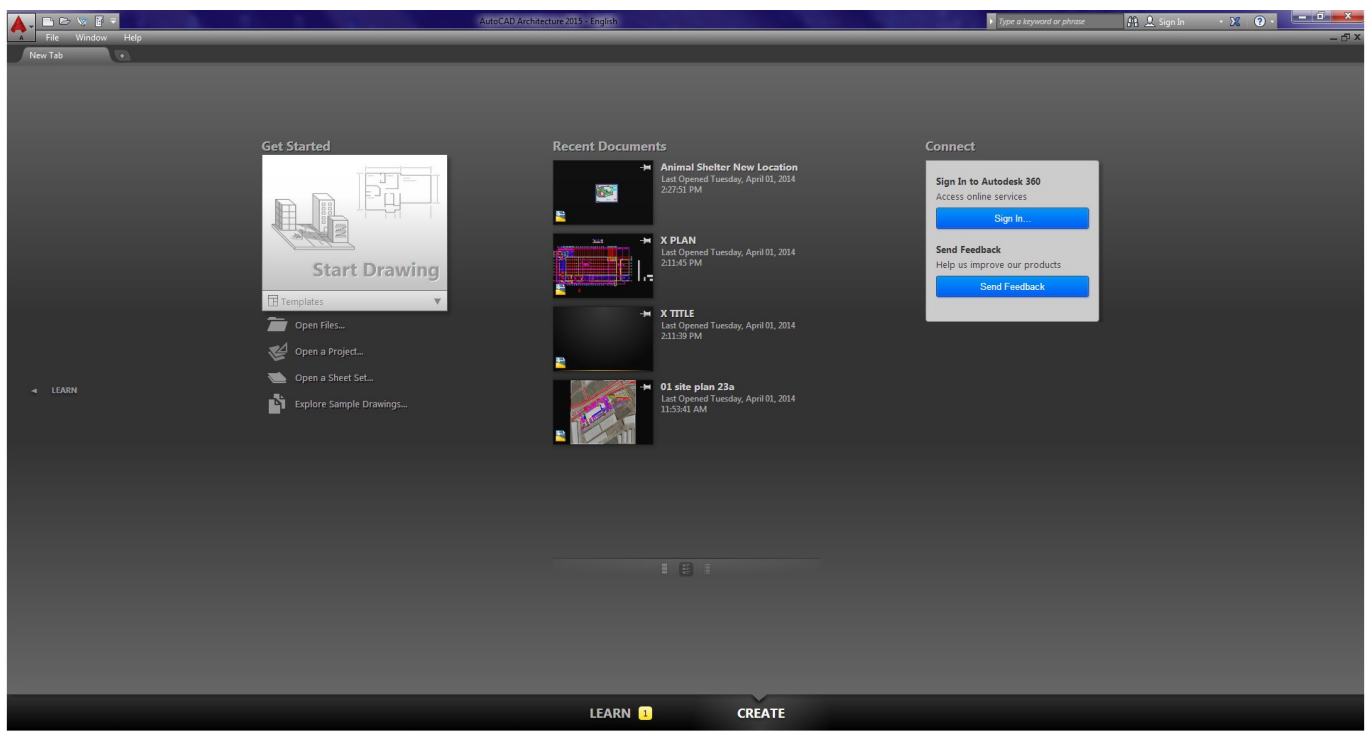 AutoCAD Architecture 2015 - English
Type a keyword or phrase
Sign In
File Window Help
New Tab
Get Started
Start Drawing
Templates
Open Files...
Open a Project...
Open a Sheet Set...
Explore Sample Drawings...
Recent Documents
Animal Shelter New Location
Last Opened Tuesday, April 01, 2014
2:27:51 PM
X PLAN
Last Opened Tuesday, April 01, 2014
2:11:45 PM
X TITLE
Last Opened Tuesday, April 01, 2014
2:11:39 PM
01 site plan 23a
Last Opened Tuesday, April 01, 2014
11:53:41 AM
Connect
Sign In to Autodesk 360
Access online services
Sign In...
Send Feedback
Help us improve our products
Send Feedback
LEARN
LEARN 1
CREATE